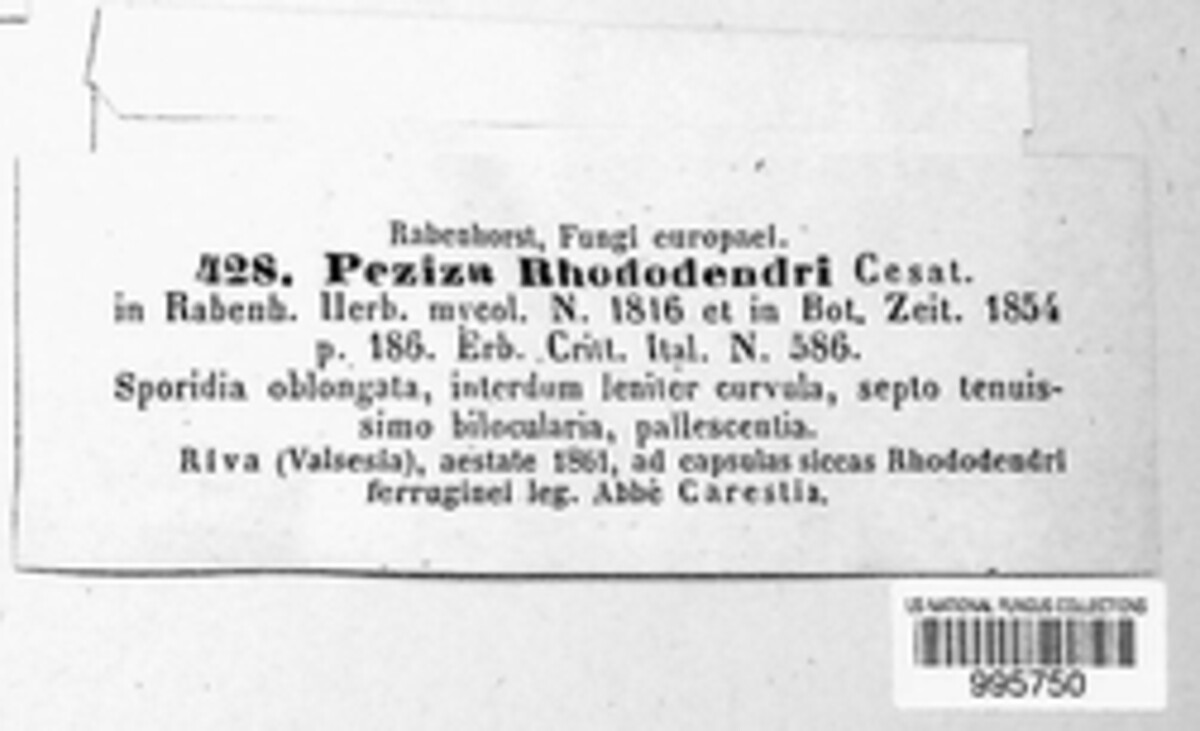 Rabenhorst, Fungi europaei.
428. Peziza Rhododendri Cesat.
in Rabenh. Herb. mycol. N. 1816 et in Bot. Zeit. 1854
p. 186. Erb. Critt. Ital. N. 586.
Sporidia oblongata, interdum leniter curvula, septo tenuis-
simo bilocularia, pallescentia.
Riva (Valsesia), aestate 1861, ad capsulas siccas Rhododendri
ferruginei leg. Abbè Carestia.
US NATIONAL FUNGUS COLLECTIONS
995750